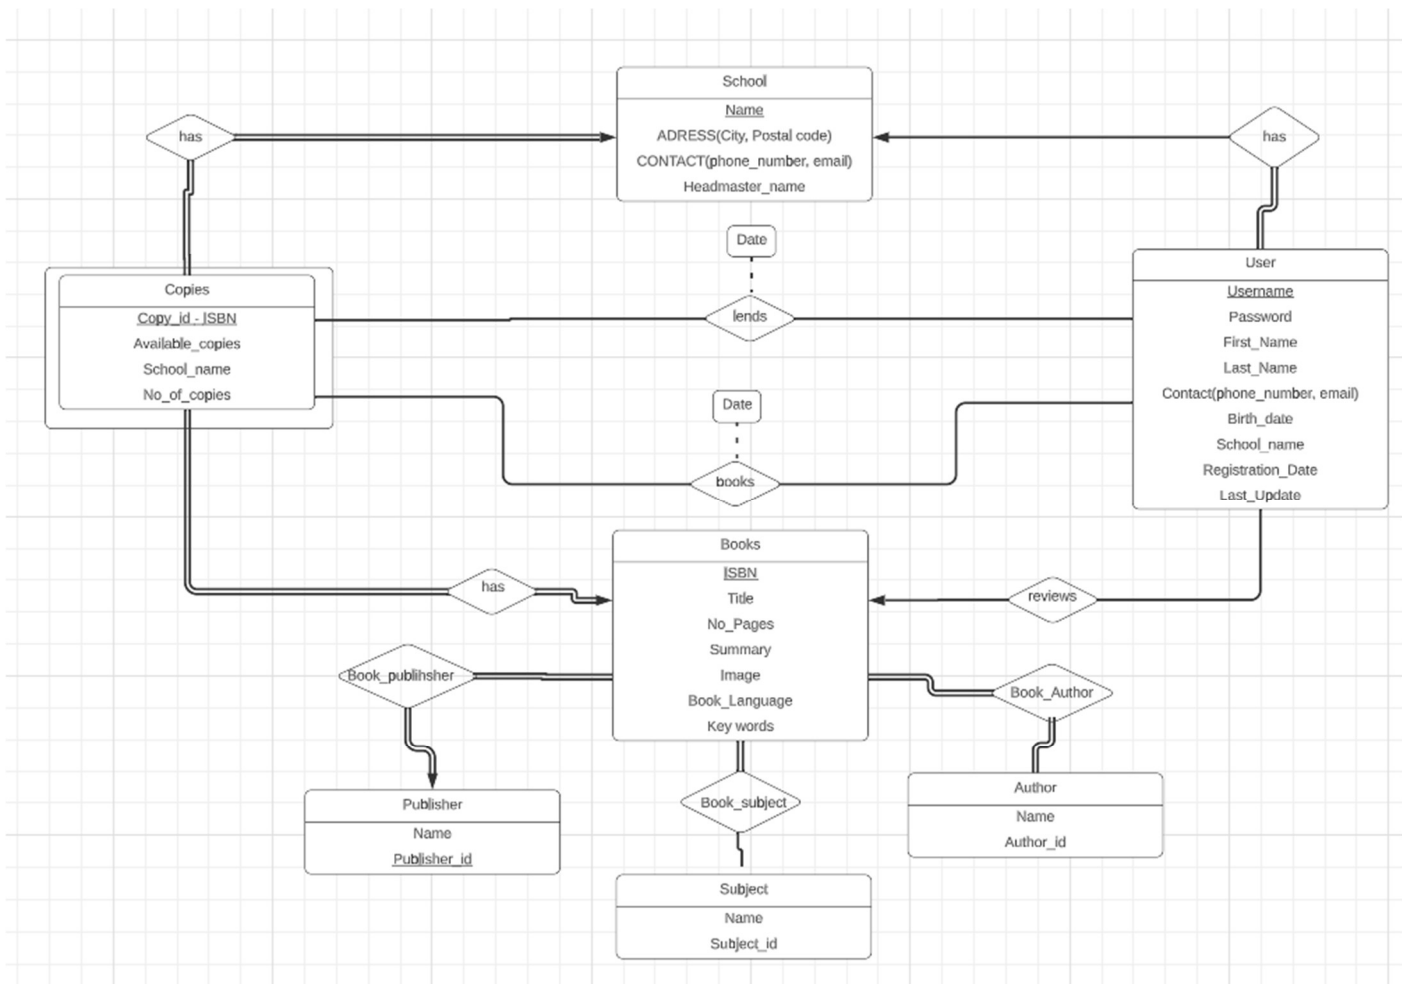 School
Name
ADRESS(City, Postal code)
CONTACT(phone_number, email)
Headmaster_name
has
has
Date
lends
Copies
Copy_id - ISBN
Available_copies
School_name
No_of_copies
User
Username
Password
First_Name
Last_Name
Contact(phone_number, email)
Birth_date
School_name
Registration_Date
Last_Update
Date
books
Books
ISBN
Title
No_Pages
Summary
Image
Book_Language
Key words
has
reviews
Book_publihsher
Book_Author
Book_subject
Publisher
Name
Publisher_id
Author
Name
Author_id
Subject
Name
Subject_id